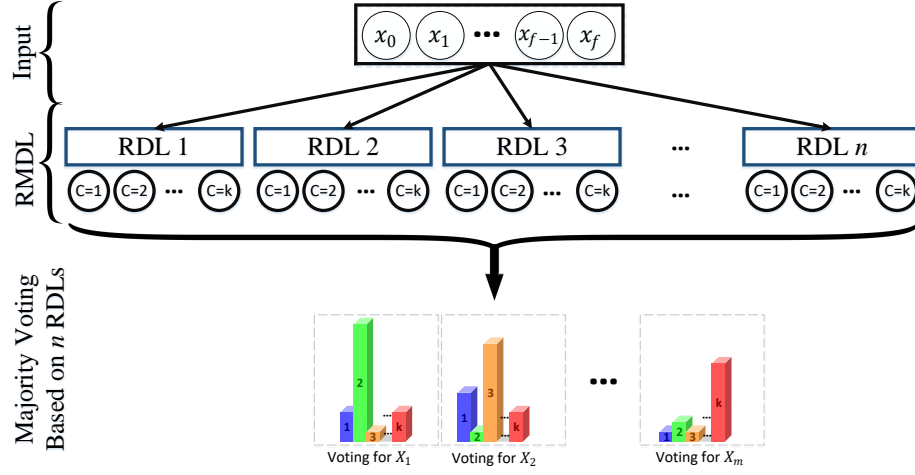 Input
x₀ x₁ ... x_{f−1} x_f
RMDL
RDL 1 RDL 2 RDL 3 ... RDL n
C=1 C=2 ... C=k C=1 C=2 ... C=k C=1 C=2 ... C=k ... C=1 C=2 ... C=k
Majority Voting
Based on n RDLs
1 2 3 ... ... k
1 2 3 ... ... k
...
1 2 3 ... ... k
Voting for X₁ Voting for X₂ Voting for Xₘ